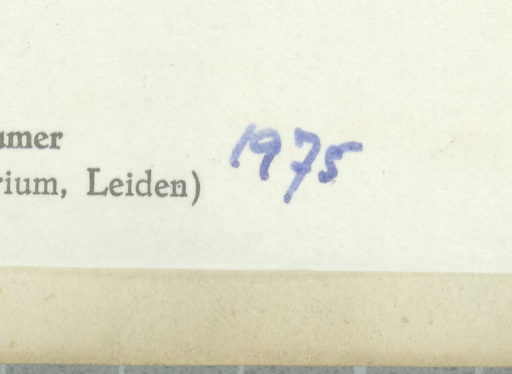 umer
rium, Leiden) 1975